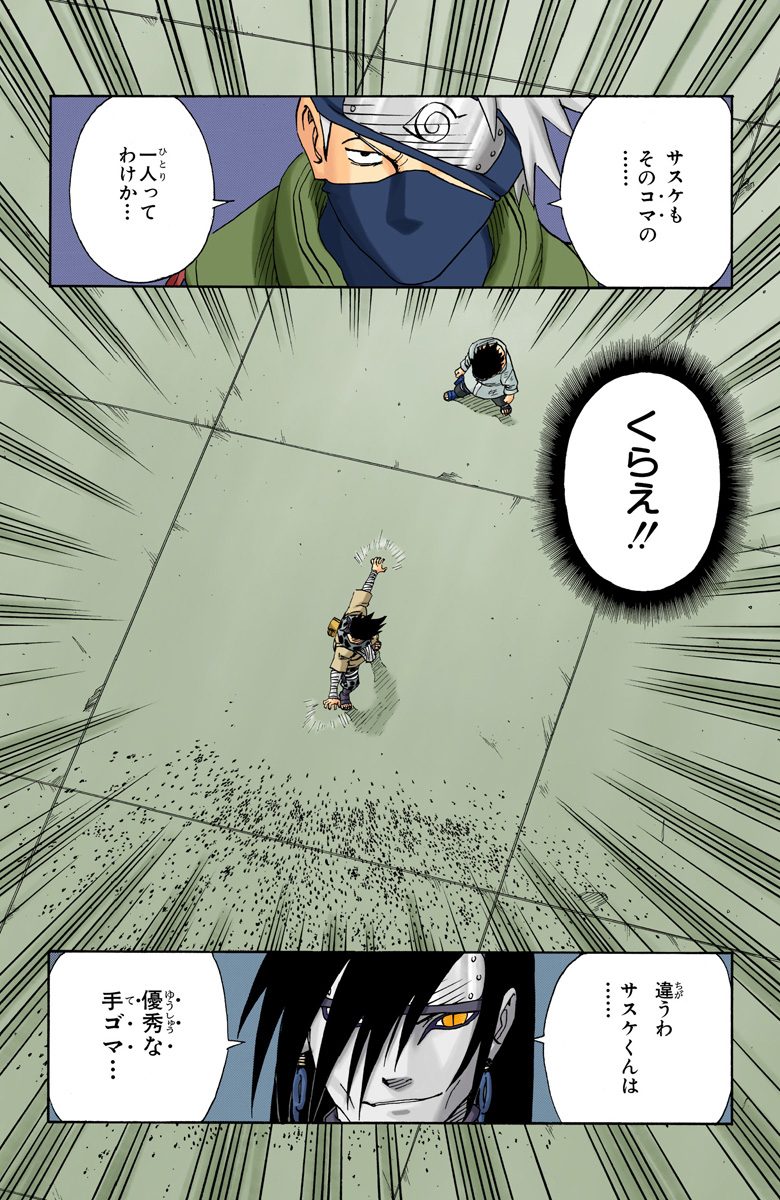 サスケも
そのコマの
……
一人って
わけか…
くらえ!!
違うわ
サスケくんは
……
優秀な
手ゴマ…